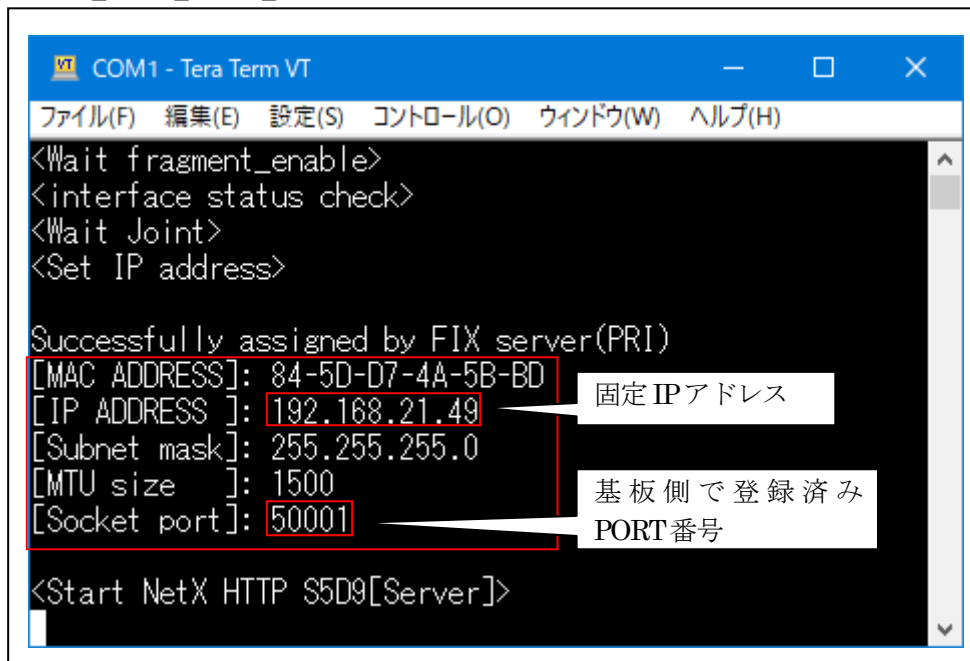 COM1 - Tera Term VT
ファイル(F) 編集(E) 設定(S) コントロール(O) ウィンドウ(W) ヘルプ(H)
<Wait fragment_enable>
<interface status check>
<Wait Joint>
<Set IP address>
Successfully assigned by FIX server(PRI)
[MAC ADDRESS]: 84-5D-D7-4A-5B-BD
[IP ADDRESS ]: 192.168.21.49
固定IPアドレス
[Subnet mask]: 255.255.255.0
[MTU size   ]: 1500
[Socket port]: 50001
基板側で登録済み
PORT番号
<Start NetX HTTP S5D9[Server]>